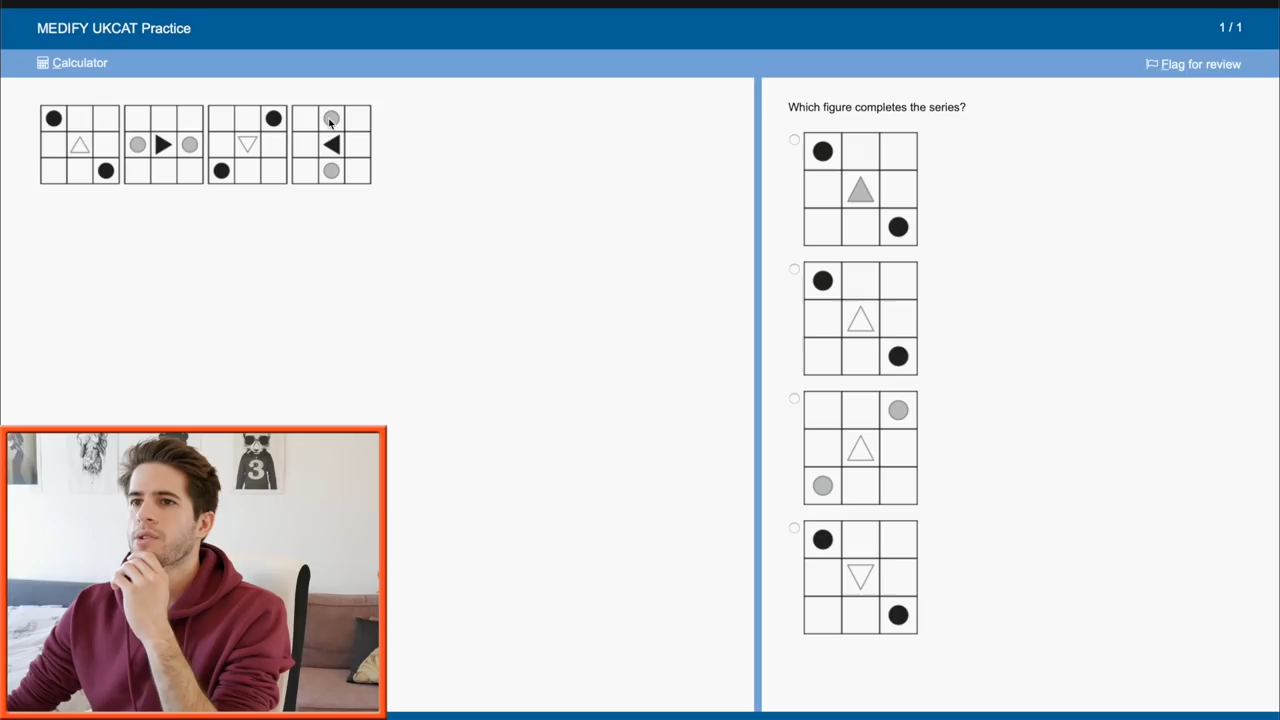 MEDIFY UKCAT Practice
1 / 1
Calculator
Flag for review
Which figure completes the series?
3